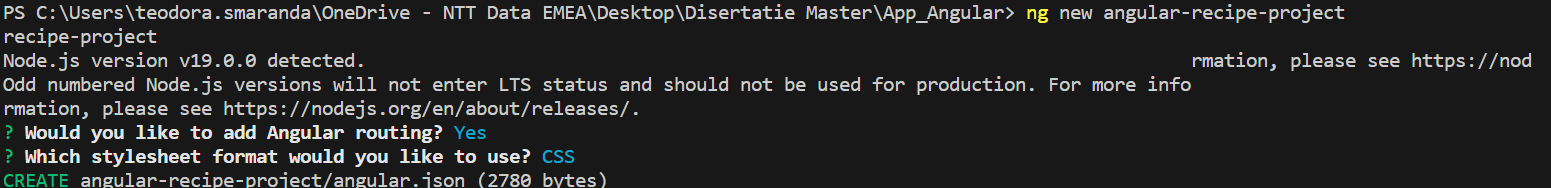 PS C:\Users\teodora.smaranda\OneDrive - NTT Data EMEA\Desktop\Disertatie Master\App_Angular> ng new angular-recipe-project
recipe-project
Node.js version v19.0.0 detected. rmation, please see https://nod
Odd numbered Node.js versions will not enter LTS status and should not be used for production. For more info
rmation, please see https://nodejs.org/en/about/releases/.
? Would you like to add Angular routing? Yes
? Which stylesheet format would you like to use? CSS
CREATE angular-recipe-project/angular.json (2780 bytes)